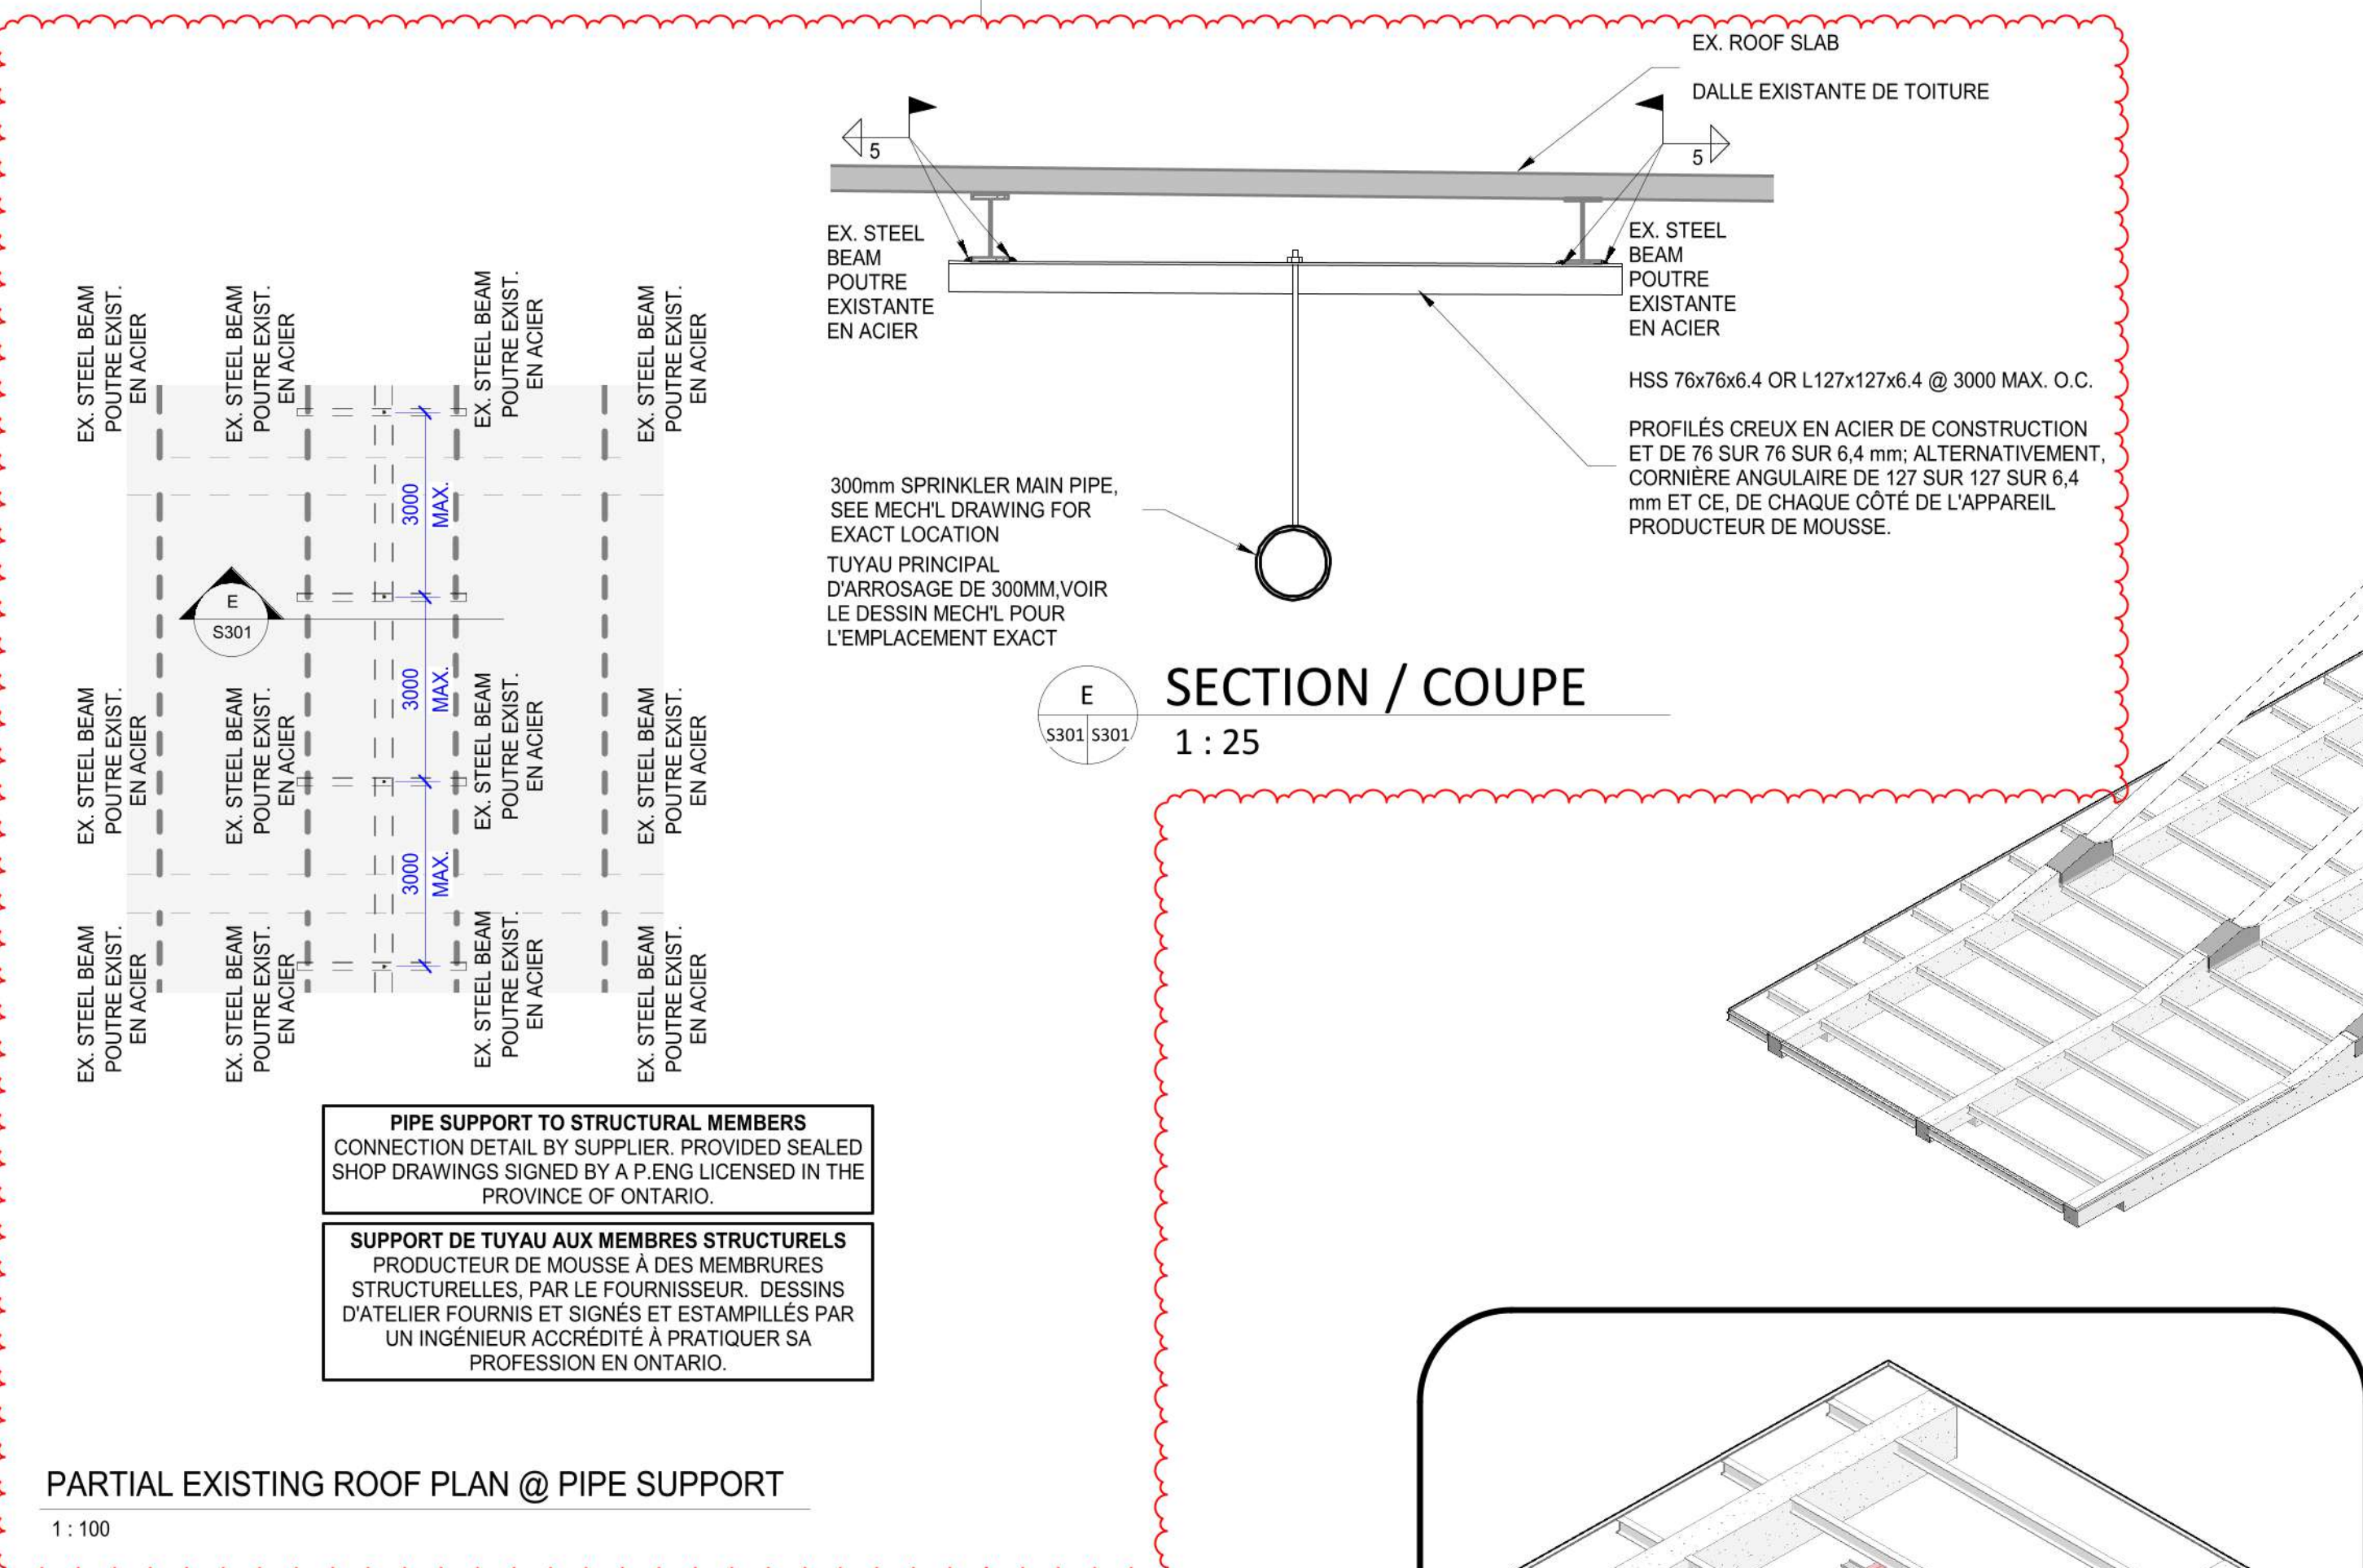 EX. ROOF SLAB
DALLE EXISTANTE DE TOITURE
5
5
EX. STEEL
BEAM
POUTRE
EXISTANTE
EN ACIER
EX. STEEL
BEAM
POUTRE
EXISTANTE
EN ACIER
HSS 76x76x6.4 OR L127x127x6.4 @ 3000 MAX. O.C.
PROFILÉS CREUX EN ACIER DE CONSTRUCTION
ET DE 76 SUR 76 SUR 6,4 mm; ALTERNATIVEMENT,
CORNIÈRE ANGULAIRE DE 127 SUR 127 SUR 6,4
mm ET CE, DE CHAQUE CÔTÉ DE L'APPAREIL
PRODUCTEUR DE MOUSSE.
300mm SPRINKLER MAIN PIPE,
SEE MECH'L DRAWING FOR
EXACT LOCATION
TUYAU PRINCIPAL
D'ARROSAGE DE 300MM,VOIR
LE DESSIN MECH'L POUR
L'EMPLACEMENT EXACT
E
S301 S301
SECTION / COUPE
1 : 25
EX. STEEL BEAM
POUTRE EXIST.
EN ACIER
EX. STEEL BEAM
POUTRE EXIST.
EN ACIER
EX. STEEL BEAM
POUTRE EXIST.
EN ACIER
EX. STEEL BEAM
POUTRE EXIST.
EN ACIER
3000
MAX.
E
S301
EX. STEEL BEAM
POUTRE EXIST.
EN ACIER
EX. STEEL BEAM
POUTRE EXIST.
EN ACIER
3000
MAX.
EX. STEEL BEAM
POUTRE EXIST.
EN ACIER
EX. STEEL BEAM
POUTRE EXIST.
EN ACIER
3000
MAX.
EX. STEEL BEAM
POUTRE EXIST.
EN ACIER
EX. STEEL BEAM
POUTRE EXIST.
EN ACIER
EX. STEEL BEAM
POUTRE EXIST.
EN ACIER
EX. STEEL BEAM
POUTRE EXIST.
EN ACIER
PIPE SUPPORT TO STRUCTURAL MEMBERS
CONNECTION DETAIL BY SUPPLIER. PROVIDED SEALED
SHOP DRAWINGS SIGNED BY A P.ENG LICENSED IN THE
PROVINCE OF ONTARIO.
SUPPORT DE TUYAU AUX MEMBRES STRUCTURELS
PRODUCTEUR DE MOUSSE À DES MEMBRURES
STRUCTURELLES, PAR LE FOURNISSEUR. DESSINS
D'ATELIER FOURNIS ET SIGNÉS ET ESTAMPILLÉS PAR
UN INGÉNIEUR ACCRÉDITÉ À PRATIQUER SA
PROFESSION EN ONTARIO.
PARTIAL EXISTING ROOF PLAN @ PIPE SUPPORT
1 : 100